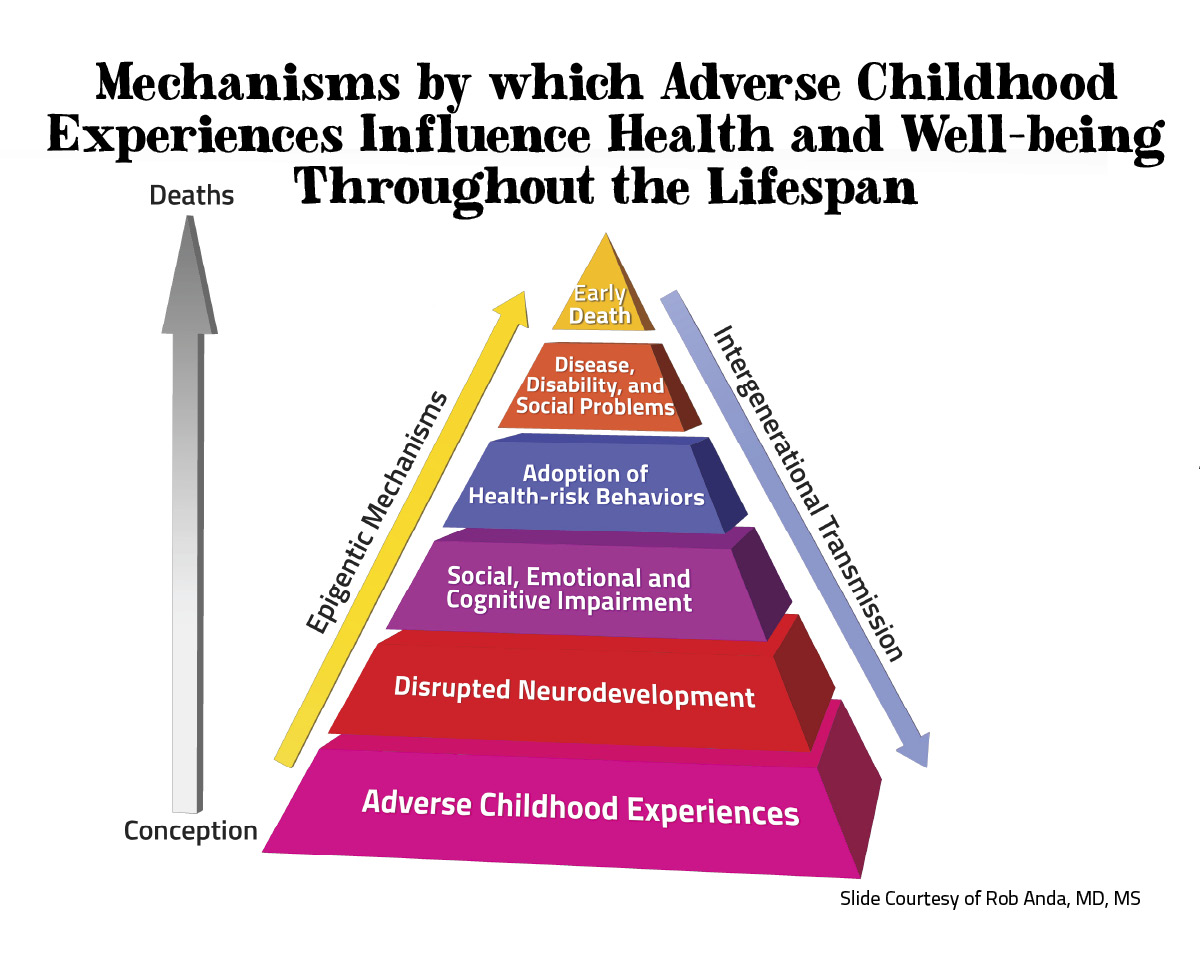 Mechanisms by which Adverse Childhood
Experiences Influence Health and Well-being
Throughout the Lifespan
Deaths
Early
Death
Disease,
Disability, and
Social Problems
Adoption of
Health-risk Behaviors
Social, Emotional and
Cognitive Impairment
Disrupted Neurodevelopment
Adverse Childhood Experiences
Epigentic Mechanisms
Intergenerational Transmission
Conception
Slide Courtesy of Rob Anda, MD, MS